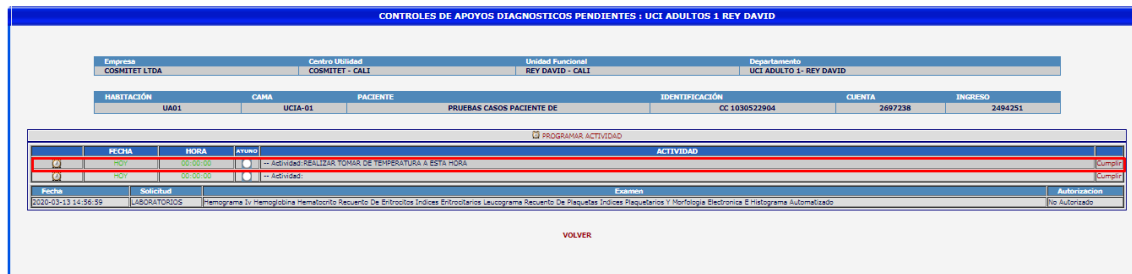 CONTROLES DE APOYOS DIAGNOSTICOS PENDIENTES : UCI ADULTOS 1 REY DAVID
Empresa Centro Utilidad Unidad Funcional Departamento
COSMITET LTDA COSMITET - CALI REY DAVID - CALI UCI ADULTO 1- REY DAVID
HABITACIÓN CAMA PACIENTE IDENTIFICACIÓN CUENTA INGRESO
UA01 UCIA-01 PRUEBAS CASOS PACIENTE DE CC 1030522904 2697238 2494251
PROGRAMAR ACTIVIDAD
FECHA HORA AYUNO ACTIVIDAD
HOY 00:00:00 -- Actividad:REALIZAR TOMAR DE TEMPERATURA A ESTA HORA Cumplir
HOY 00:00:00 -- Actividad: Cumplir
Fecha Solicitud Examen Autorizacion
2020-03-13 14:56:59 LABORATORIOS Hemograma Iv Hemoglobina Hematocrito Recuento De Eritrocitos Indices Eritrocitarios Leucograma Recuento De Plaquetas Indices Plaquetarios Y Morfologia Electronica E Histograma Automatizado No Autorizado
VOLVER